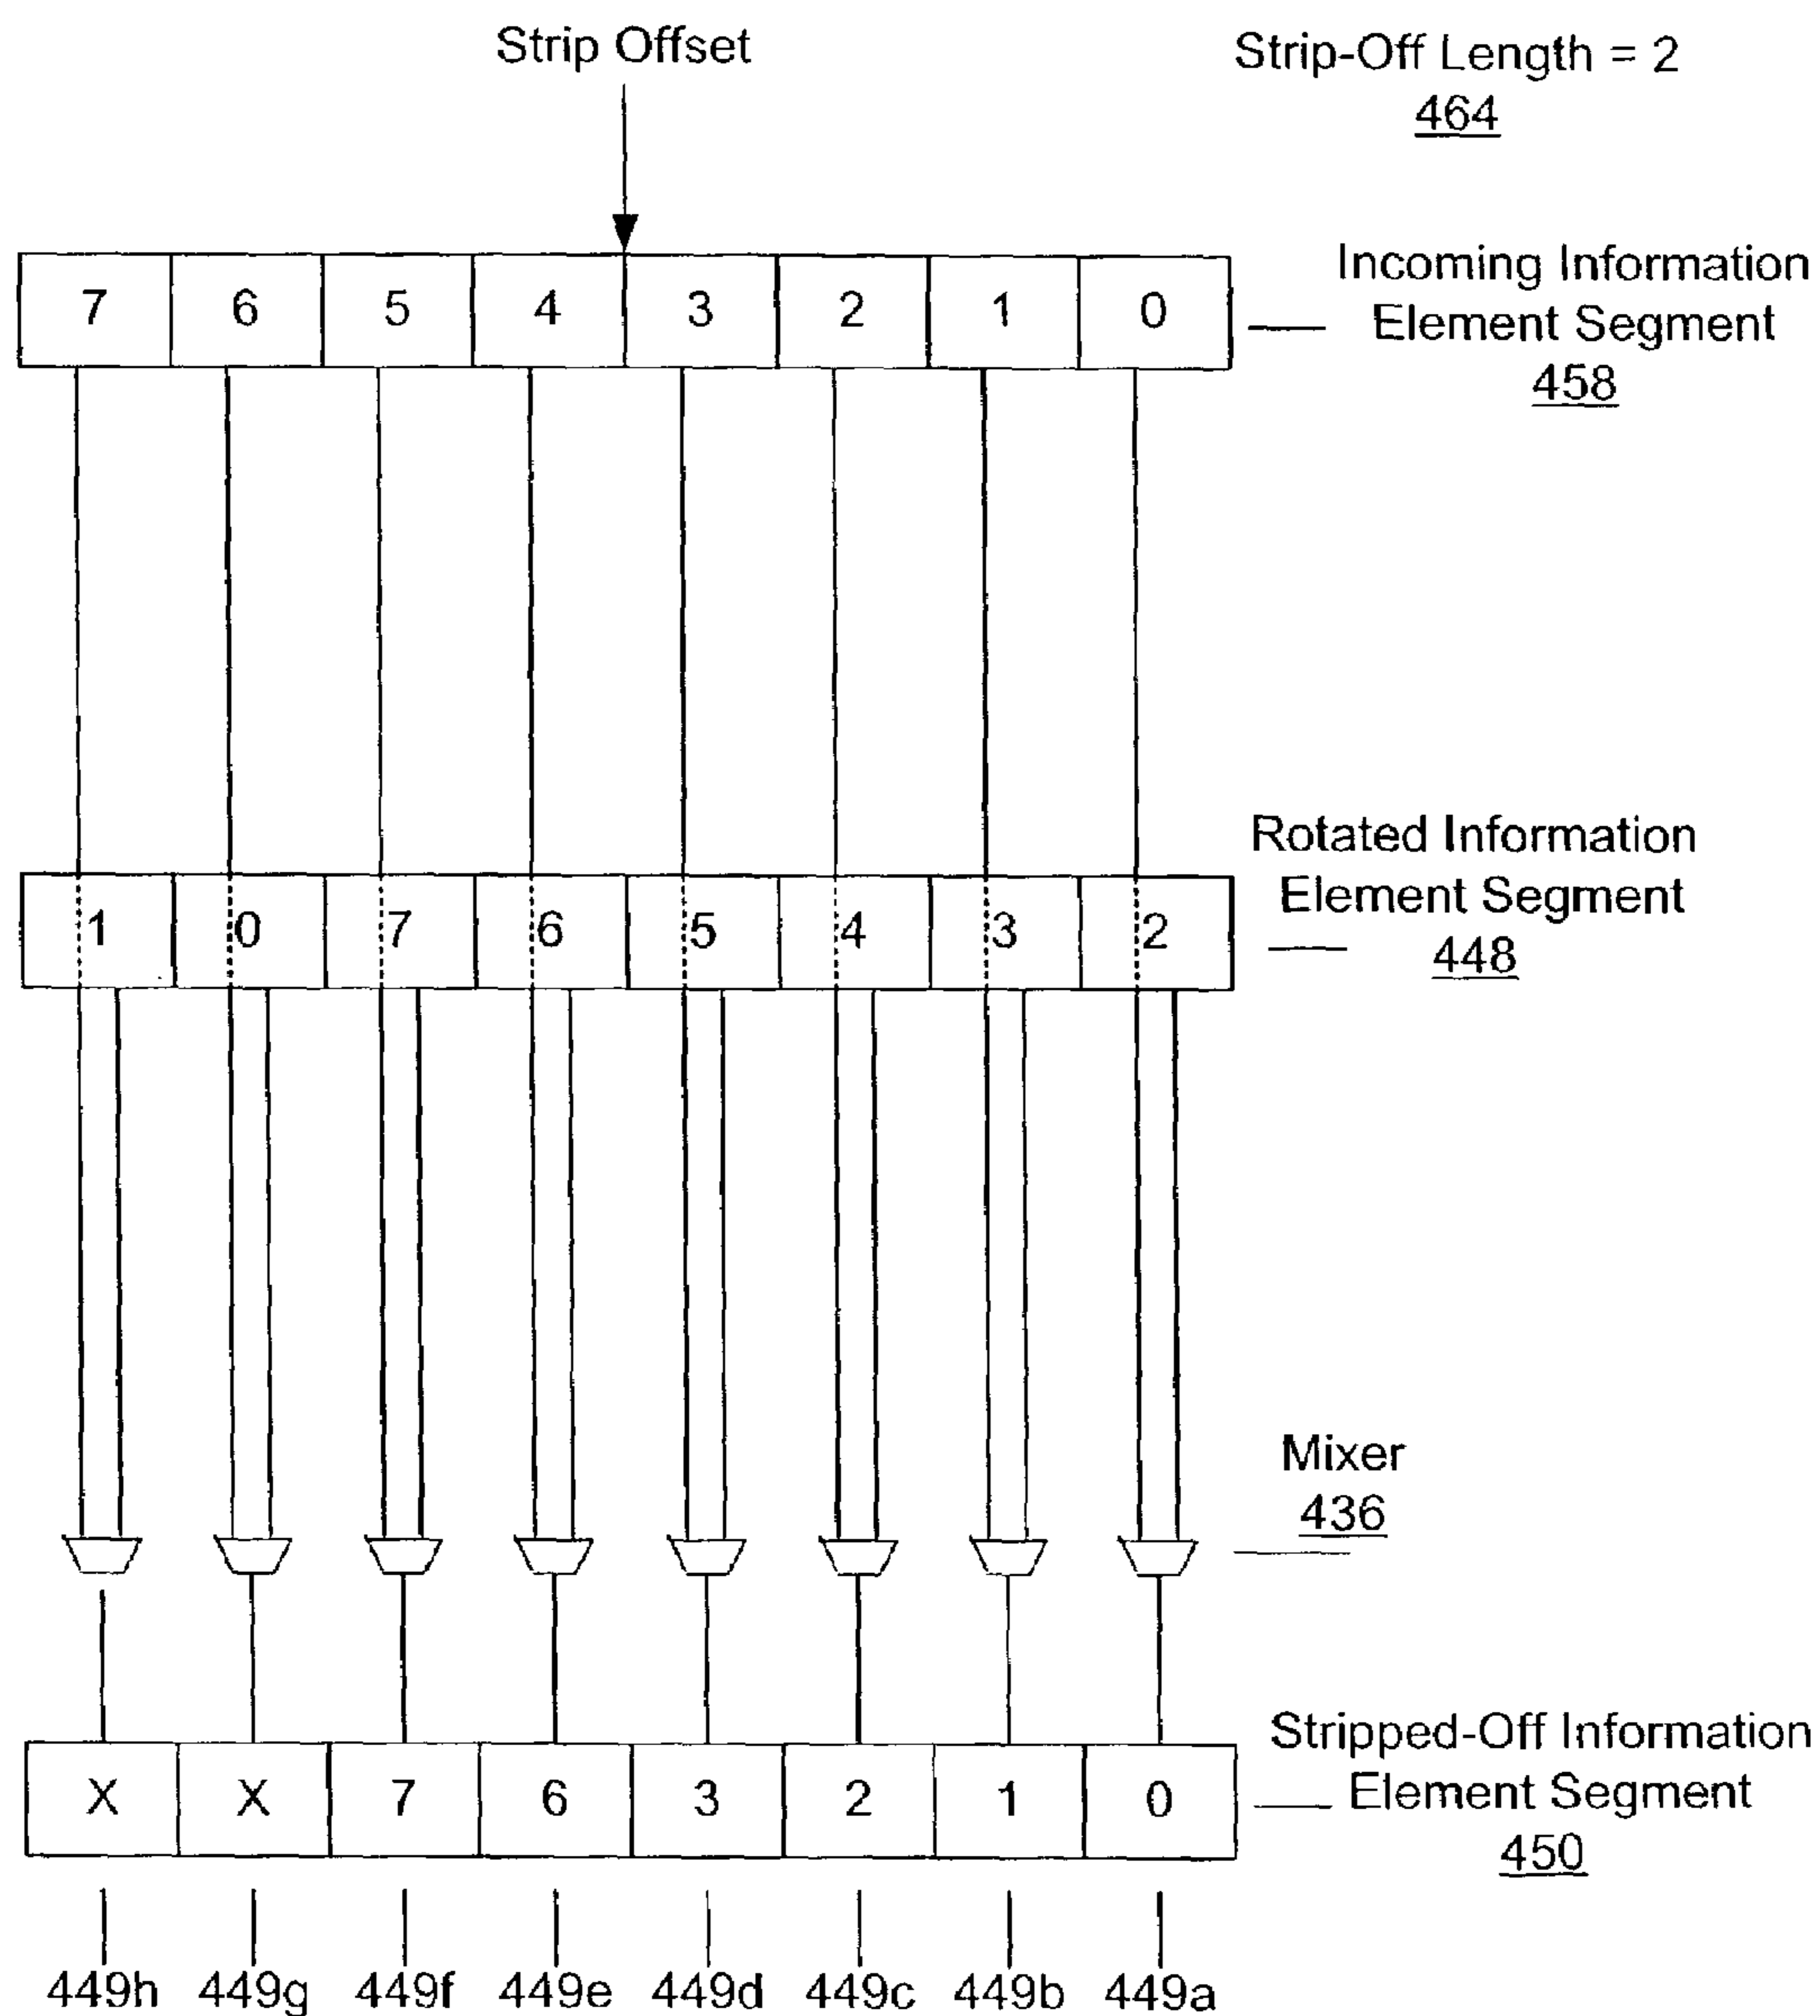 Strip Offset
Strip-Off Length = 2
464
7 6 5 4 3 2 1 0
Incoming Information
Element Segment
458
1 0 7 6 5 4 3 2
Rotated Information
Element Segment
448
Mixer
436
X X 7 6 3 2 1 0
Stripped-Off Information
Element Segment
450
449h 449g 449f 449e 449d 449c 449b 449a